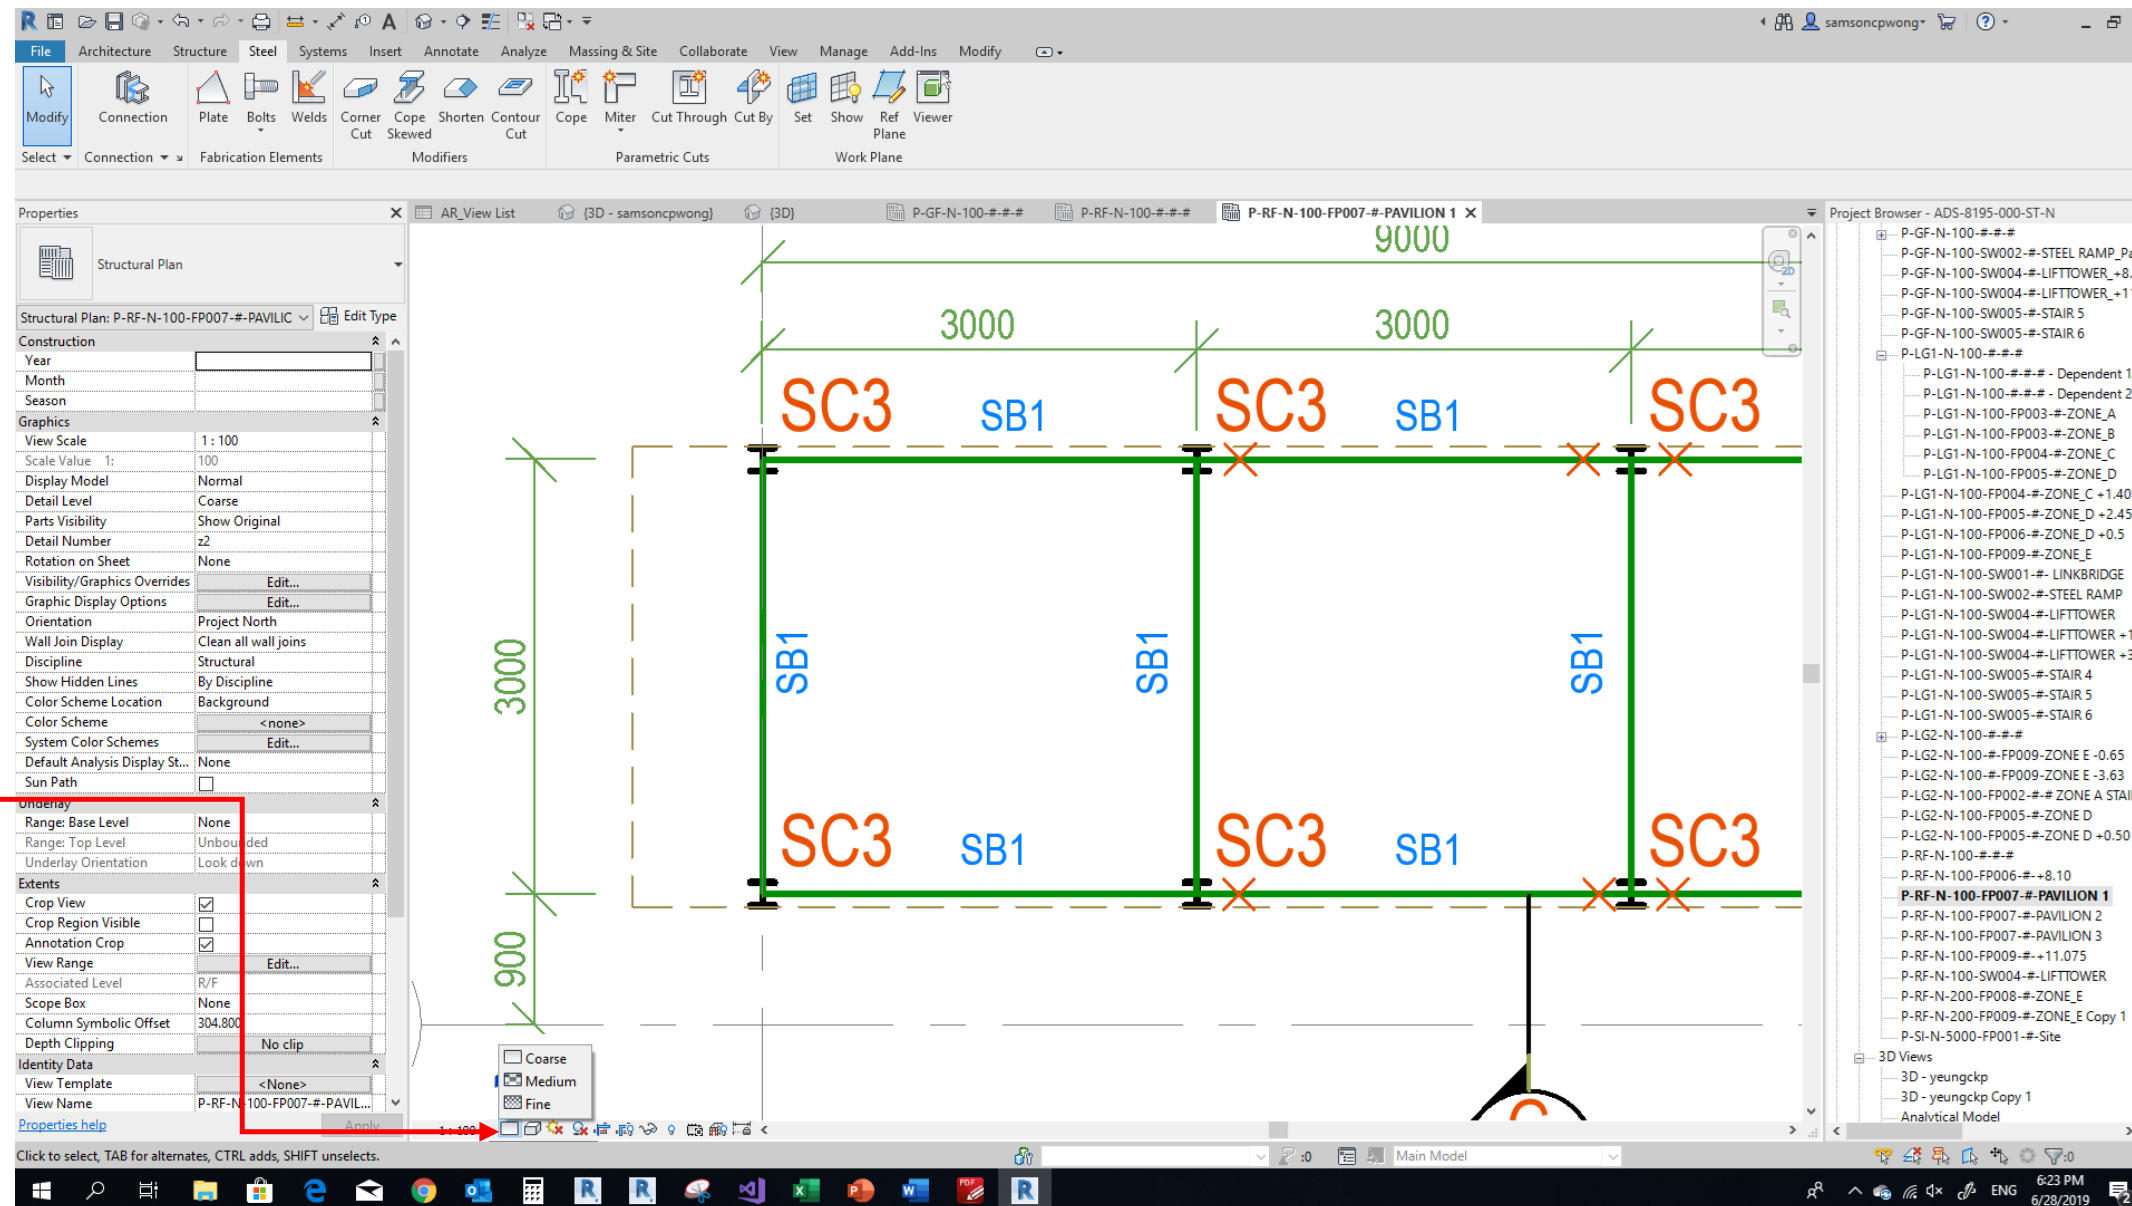 samsoncpwong
File Architecture Structure Steel Systems Insert Annotate Analyze Massing & Site Collaborate View Manage Add-Ins Modify
Modify Connection Plate Bolts Welds Corner Cut Cope Skewed Shorten Contour Cut Cope Miter Cut Through Cut By Set Show Ref Plane Viewer
Select Connection Fabrication Elements Modifiers Parametric Cuts Work Plane
Properties
AR_View List {3D - samsoncpwong} {3D} P-GF-N-100-#-#-# P-RF-N-100-#-#-# P-RF-N-100-FP007-#-PAVILION 1
Structural Plan
Structural Plan: P-RF-N-100-FP007-#-PAVILIC Edit Type
Construction
Year
Month
Season
Graphics
View Scale 1 : 100
Scale Value 1: 100
Display Model Normal
Detail Level Coarse
Parts Visibility Show Original
Detail Number z2
Rotation on Sheet None
Visibility/Graphics Overrides Edit...
Graphic Display Options Edit...
Orientation Project North
Wall Join Display Clean all wall joins
Discipline Structural
Show Hidden Lines By Discipline
Color Scheme Location Background
Color Scheme <none>
System Color Schemes Edit...
Default Analysis Display St... None
Sun Path
Underlay
Range: Base Level None
Range: Top Level Unbounded
Underlay Orientation Look down
Extents
Crop View
Crop Region Visible
Annotation Crop
View Range Edit...
Associated Level R/F
Scope Box None
Column Symbolic Offset 304.800
Depth Clipping No clip
Identity Data
View Template <None>
View Name P-RF-N-100-FP007-#-PAVIL...
Properties help Apply
9000
3000 3000
SC3 SB1 SC3 SB1 SC3
3000 SB1 SB1 SB1
SC3 SB1 SC3 SB1 SC3
900
Coarse
Medium
Fine
2D
Project Browser - ADS-8195-000-ST-N
P-GF-N-100-#-#-#
P-GF-N-100-SW002-#-STEEL RAMP_Pa
P-GF-N-100-SW004-#-LIFTTOWER_+8.
P-GF-N-100-SW004-#-LIFTTOWER_+1
P-GF-N-100-SW005-#-STAIR 5
P-GF-N-100-SW005-#-STAIR 6
P-LG1-N-100-#-#-#
P-LG1-N-100-#-#-# - Dependent 1
P-LG1-N-100-#-#-# - Dependent 2
P-LG1-N-100-FP003-#-ZONE_A
P-LG1-N-100-FP003-#-ZONE_B
P-LG1-N-100-FP004-#-ZONE_C
P-LG1-N-100-FP005-#-ZONE_D
P-LG1-N-100-FP004-#-ZONE_C +1.40
P-LG1-N-100-FP005-#-ZONE_D +2.45
P-LG1-N-100-FP006-#-ZONE_D +0.5
P-LG1-N-100-FP009-#-ZONE_E
P-LG1-N-100-SW001-#- LINKBRIDGE
P-LG1-N-100-SW002-#-STEEL RAMP
P-LG1-N-100-SW004-#-LIFTTOWER
P-LG1-N-100-SW004-#-LIFTTOWER +1
P-LG1-N-100-SW004-#-LIFTTOWER +3
P-LG1-N-100-SW005-#-STAIR 4
P-LG1-N-100-SW005-#-STAIR 5
P-LG1-N-100-SW005-#-STAIR 6
P-LG2-N-100-#-#-#
P-LG2-N-100-#-FP009-ZONE E -0.65
P-LG2-N-100-#-FP009-ZONE E -3.63
P-LG2-N-100-FP002-#-# ZONE A STAI
P-LG2-N-100-FP005-#-ZONE D
P-LG2-N-100-FP005-#-ZONE D +0.50
P-RF-N-100-#-#-#
P-RF-N-100-FP006-#-+8.10
P-RF-N-100-FP007-#-PAVILION 1
P-RF-N-100-FP007-#-PAVILION 2
P-RF-N-100-FP007-#-PAVILION 3
P-RF-N-100-FP009-#-+11.075
P-RF-N-100-SW004-#-LIFTTOWER
P-RF-N-200-FP008-#-ZONE_E
P-RF-N-200-FP009-#-ZONE_E Copy 1
P-SI-N-5000-FP001-#-Site
3D Views
3D - yeungckp
3D - yeungckp Copy 1
Analytical Model
Click to select, TAB for alternates, CTRL adds, SHIFT unselects. :0 Main Model :0
ENG 6:23 PM
6/28/2019